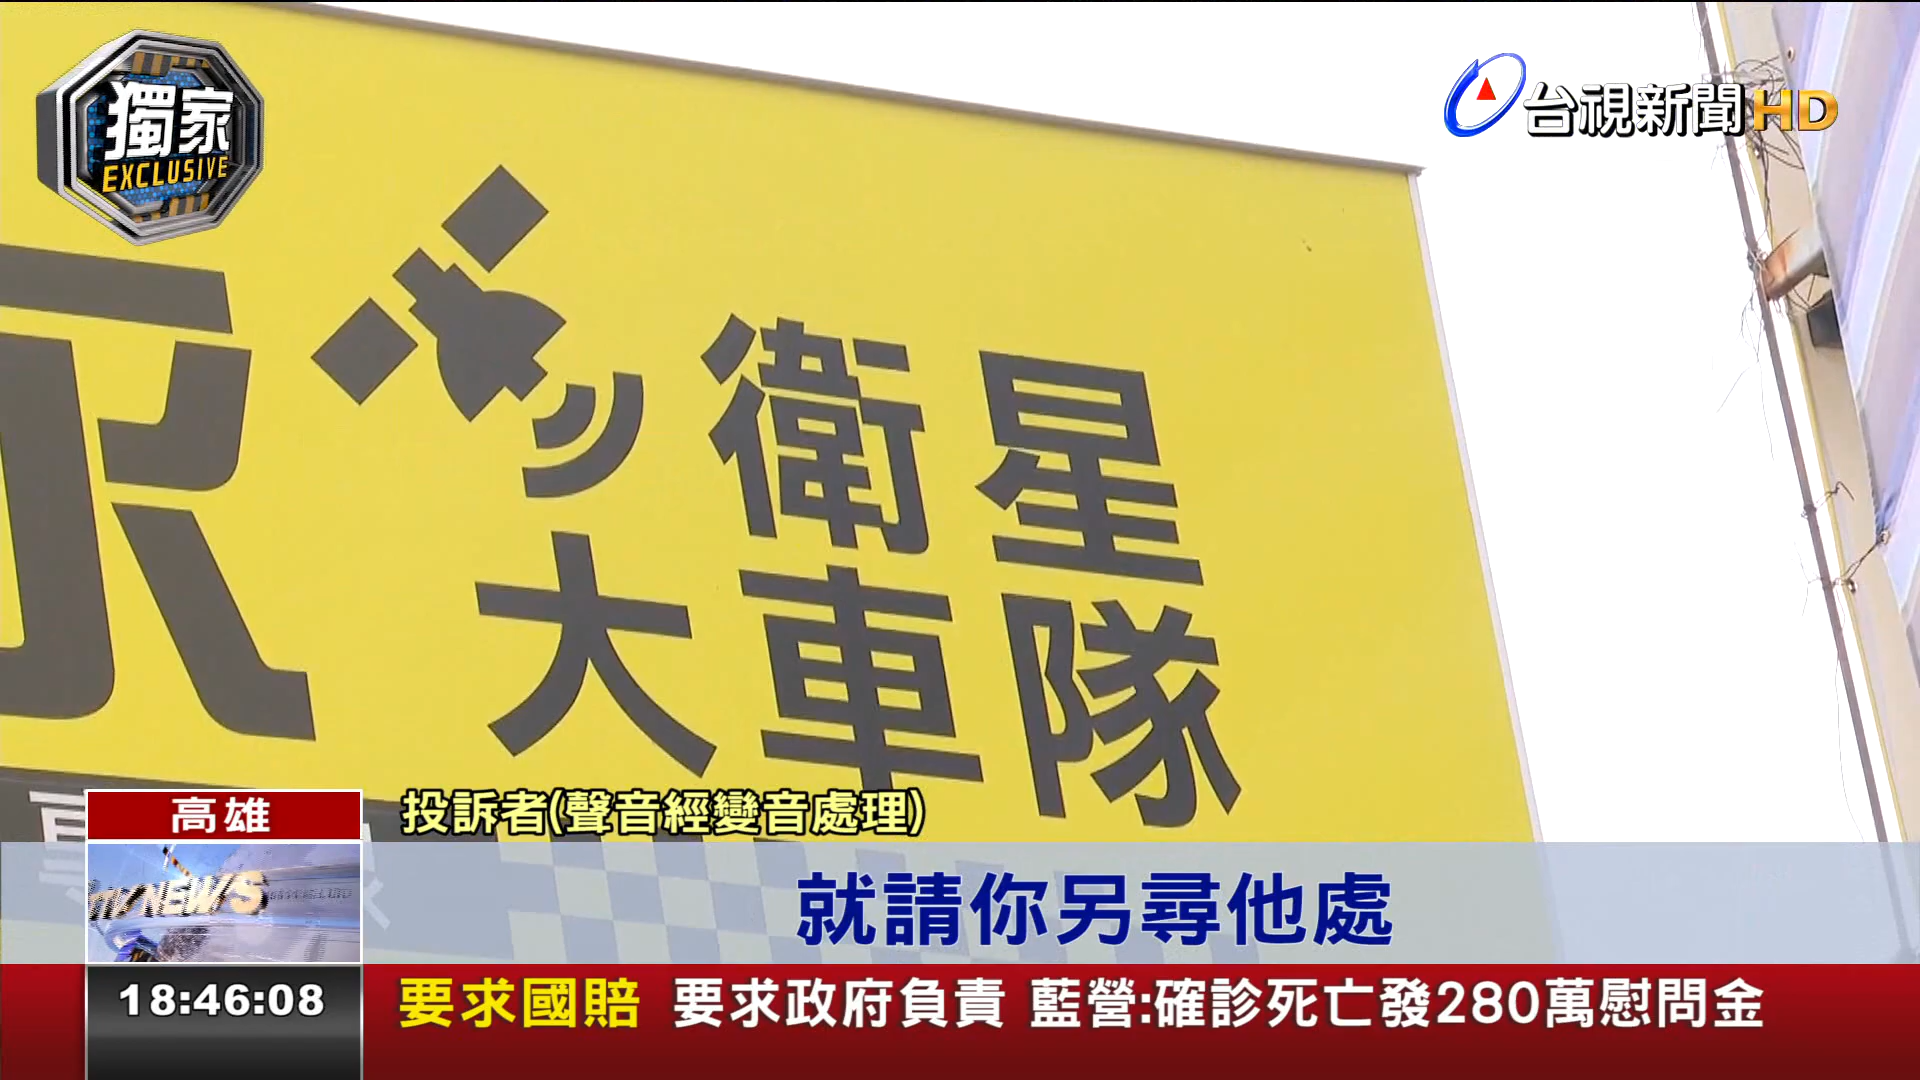 獨家
EXCLUSIVE
台視新聞HD
衛星
大車隊
高雄
投訴者(聲音經變音處理)
TTV NEWS
就請你另尋他處
18:46:08
要求國賠 要求政府負責 藍營:確診死亡發280萬慰問金